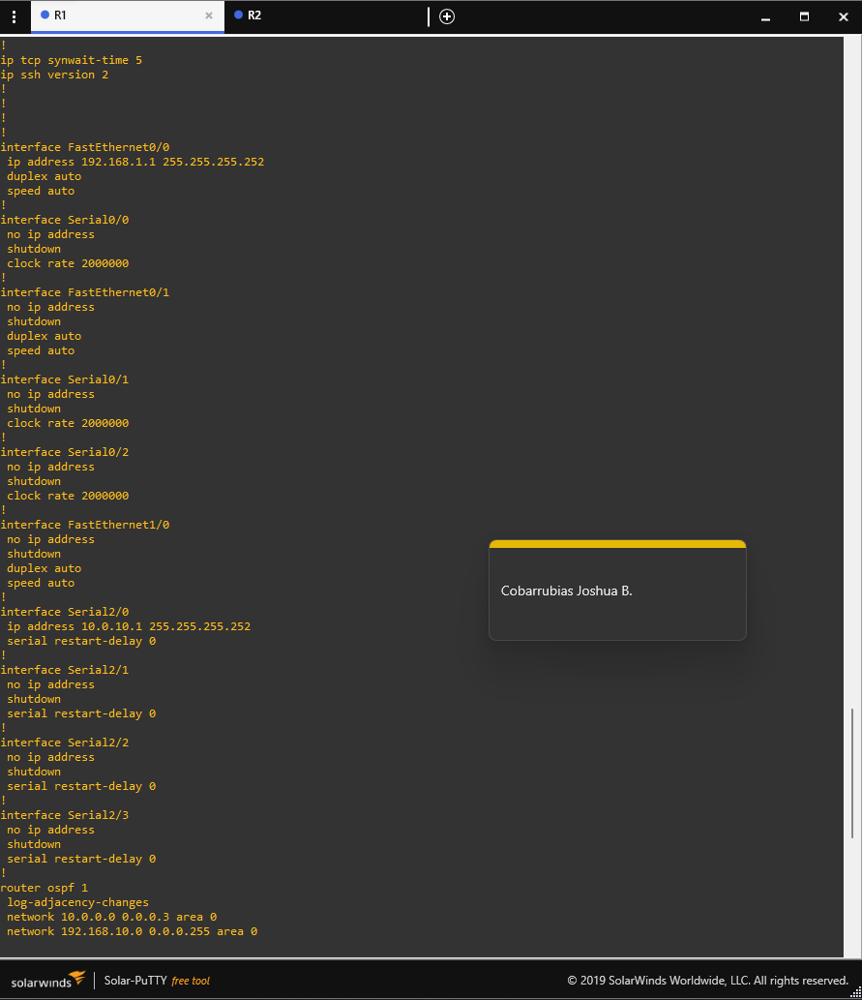 R1
R2
!
ip tcp synwait-time 5
ip ssh version 2
!
!
!
!
interface FastEthernet0/0
 ip address 192.168.1.1 255.255.255.252
 duplex auto
 speed auto
!
interface Serial0/0
 no ip address
 shutdown
 clock rate 2000000
!
interface FastEthernet0/1
 no ip address
 shutdown
 duplex auto
 speed auto
!
interface Serial0/1
 no ip address
 shutdown
 clock rate 2000000
!
interface Serial0/2
 no ip address
 shutdown
 clock rate 2000000
!
interface FastEthernet1/0
 no ip address
 shutdown
 duplex auto
 speed auto
!
interface Serial2/0
 ip address 10.0.10.1 255.255.255.252
 serial restart-delay 0
!
interface Serial2/1
 no ip address
 shutdown
 serial restart-delay 0
!
interface Serial2/2
 no ip address
 shutdown
 serial restart-delay 0
!
interface Serial2/3
 no ip address
 shutdown
 serial restart-delay 0
!
router ospf 1
 log-adjacency-changes
 network 10.0.0.0 0.0.0.3 area 0
 network 192.168.10.0 0.0.0.255 area 0
Cobarrubias Joshua B.
solarwinds Solar-PuTTY free tool
© 2019 SolarWinds Worldwide, LLC. All rights reserved.